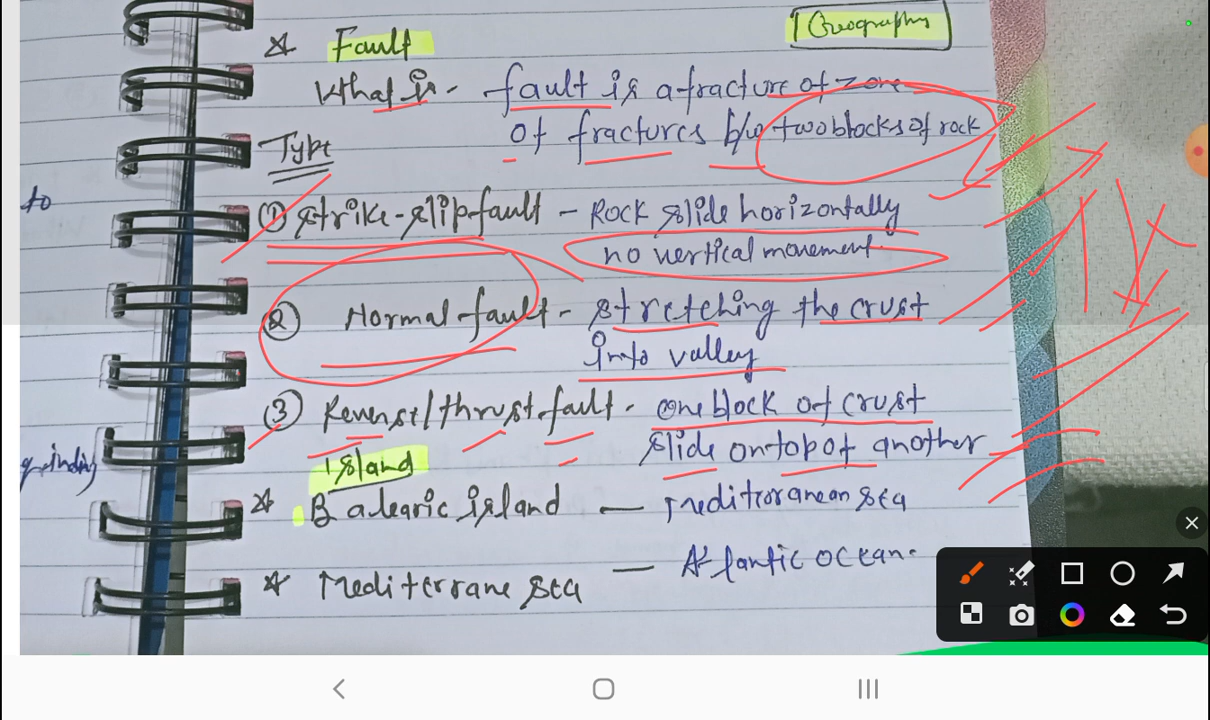 Geography
☆ Fault
What is - fault is a fracture of zone
of fractures b/w two blocks of rock
Type
① strike-slip fault - Rock slide horizontally
no vertical movement
② Normal fault - stretching the crust
into valley
③ Reverse/thrust fault - one block of crust
slide on top of another
island
☆ Balearic island — Mediterranean sea
☆ Mediterrane sea — Atlantic ocean.
to
grinding